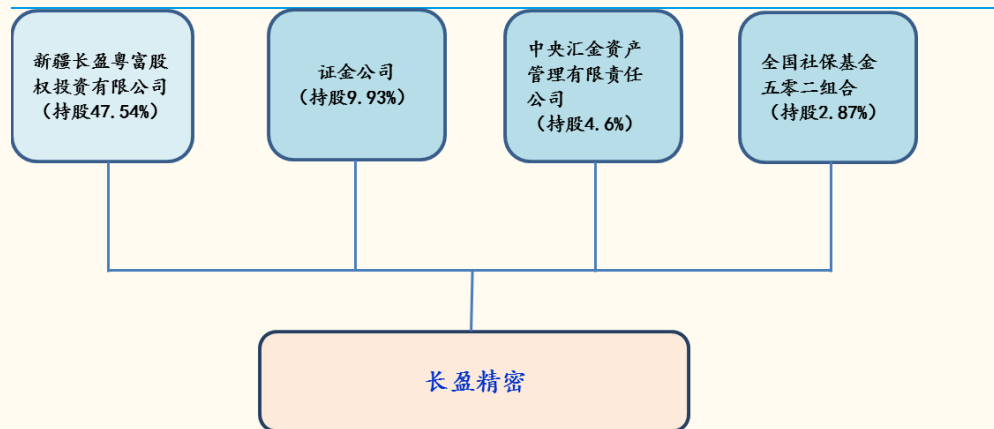 新疆长盈粤富股
权投资有限公司
（持股47.54%）
证金公司
（持股9.93%）
中央汇金资产
管理有限责任
公司
（持股4.6%）
全国社保基金
五零二组合
（持股2.87%）
长盈精密